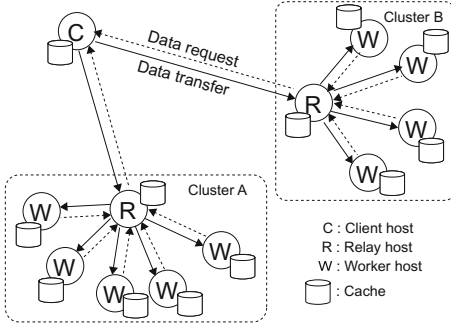 Cluster B
C
Data request
Data transfer
W
W
R
W
W
Cluster A
R
W
W
W
W
W
C : Client host
R : Relay host
W : Worker host
: Cache